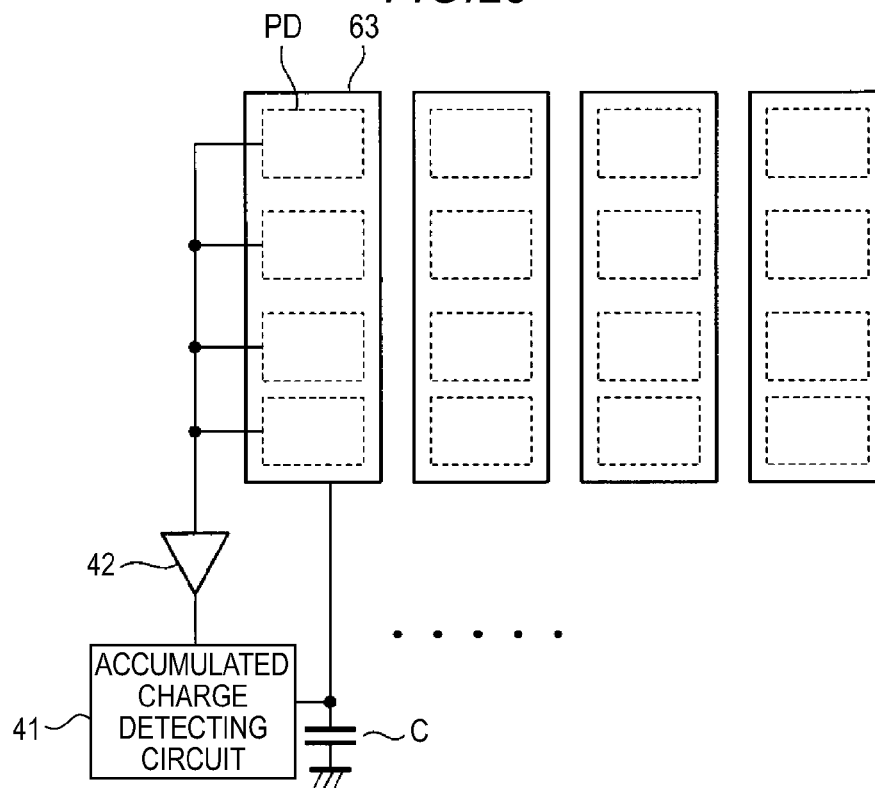 PD
63
42
ACCUMULATED
CHARGE
DETECTING
CIRCUIT
41
C